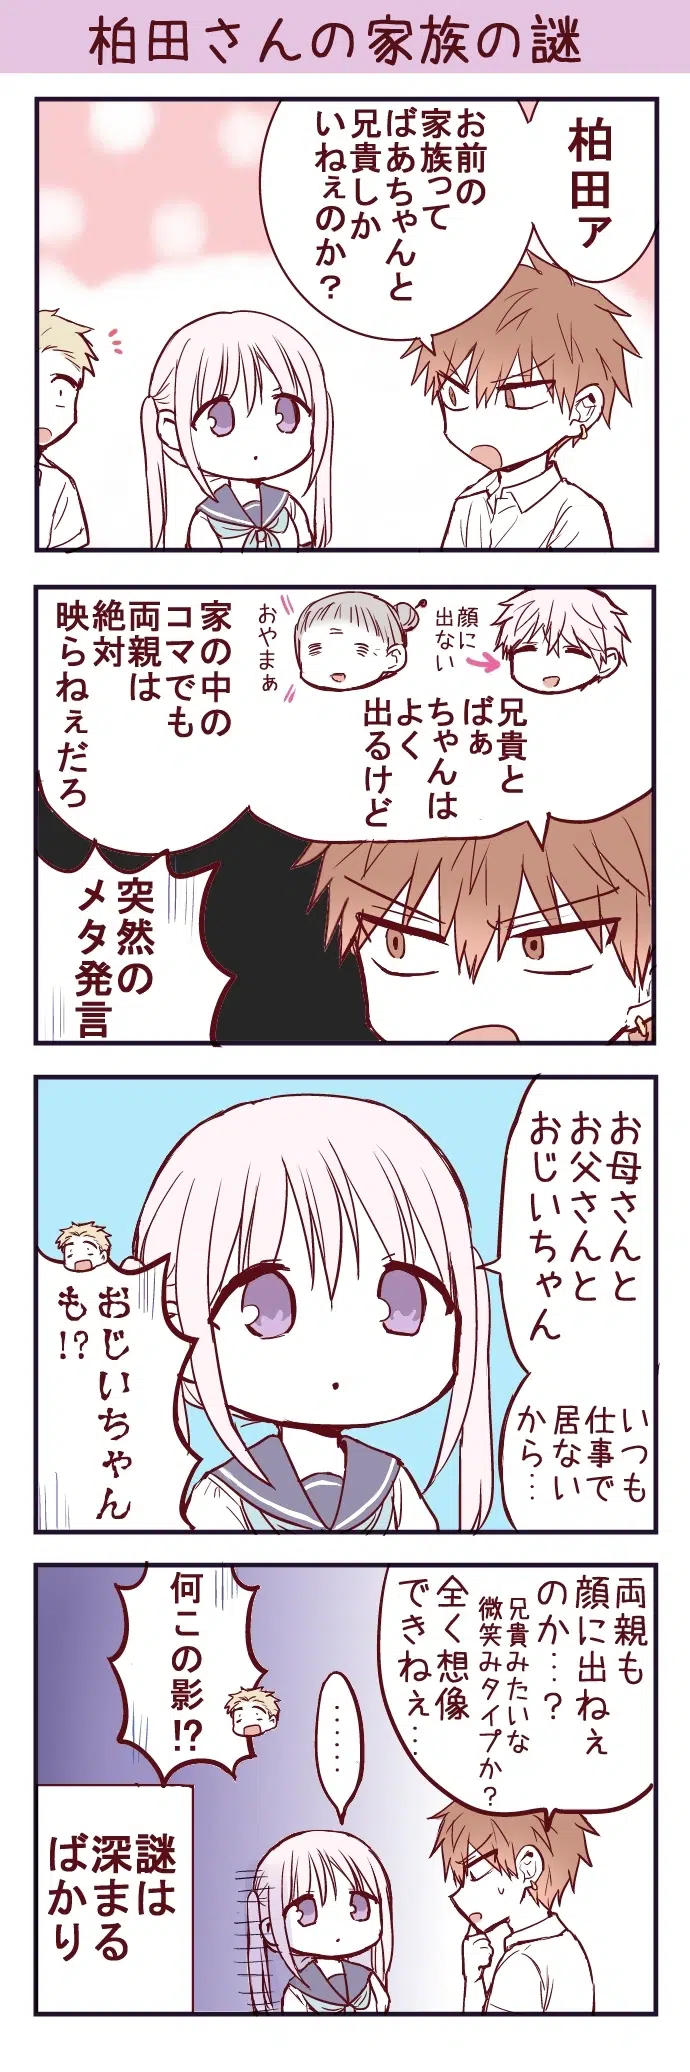 柏田さんの家族の謎
柏田ァ
お前の
家族って
ばあちゃんと
兄貴しか
いねぇのか?
兄貴と
ばぁ
ちゃんは
よく
出るけど
顔に
出ない
おやまぁ
家の中の
コマでも
両親は
絶対
映らねぇだろ
突然の
メタ発言
お母さんと
お父さんと
おじいちゃん
いつも
仕事で
居ない
から…
おじいちゃん
も!?
両親も
顔に出ねぇ
のか…?
兄貴みたいな
微笑みタイプか?
全く想像
できねぇ…
……
何この影!?
謎は
深まる
ばかり